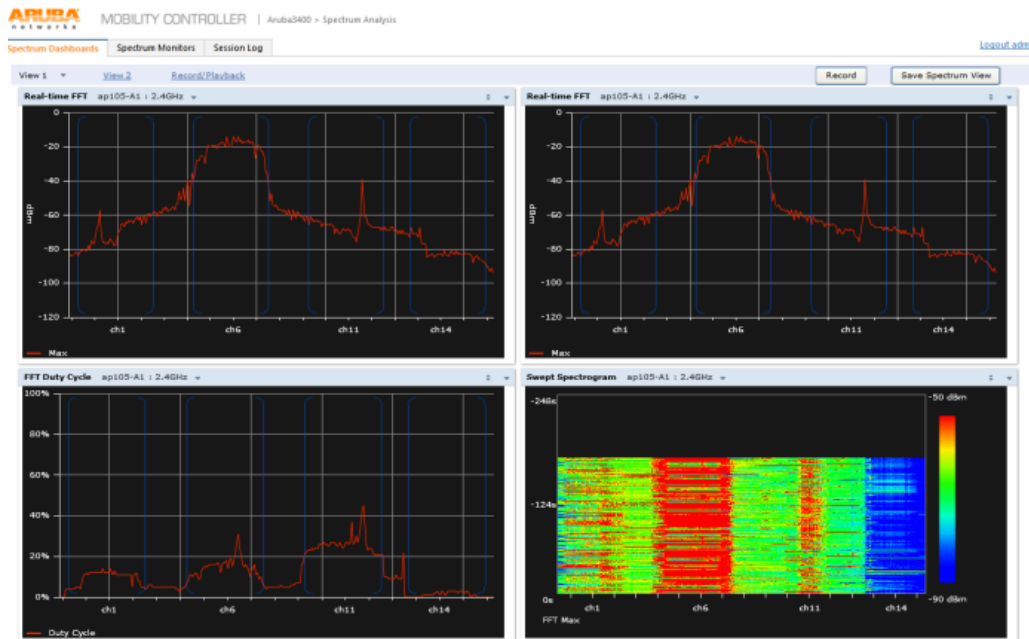 ARUBA networks MOBILITY CONTROLLER | Aruba3400 > Spectrum Analysis
Spectrum Dashboards Spectrum Monitors Session Log Logout adm
View 1 View 2 Record/Playback Record Save Spectrum View
Real-time FFT ap105-A1 : 2.4GHz
0
-20
-40
-60
-80
-100
-120
dBm
ch1 ch6 ch11 ch14
Max
Real-time FFT ap105-A1 : 2.4GHz
0
-20
-40
-60
-80
-100
-120
dBm
ch1 ch6 ch11 ch14
Max
FFT Duty Cycle ap105-A1 : 2.4GHz
100%
80%
60%
40%
20%
0%
ch1 ch6 ch11 ch14
Duty Cycle
Swept Spectrogram ap105-A1 : 2.4GHz
-248s
-124s
0s
ch1 ch6 ch11 ch14
FFT Max
-50 dBm
-90 dBm